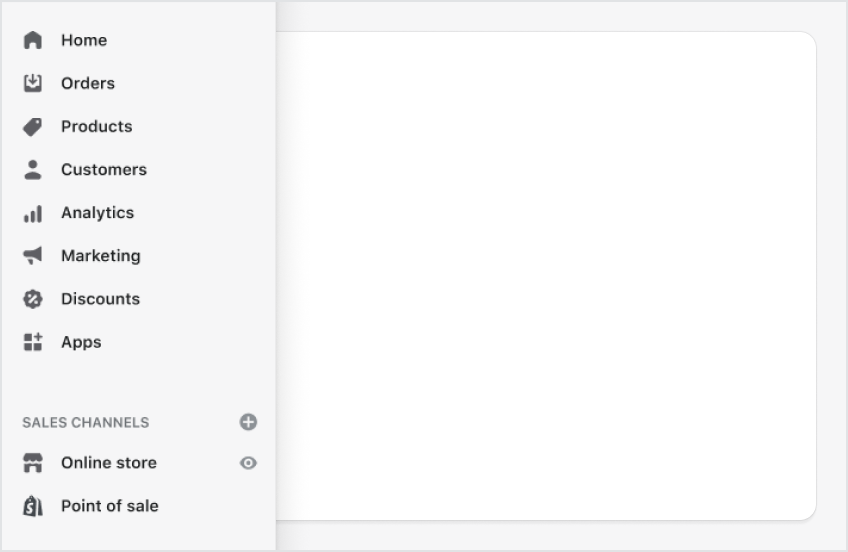 Home
Orders
Products
Customers
Analytics
Marketing
Discounts
Apps
SALES CHANNELS
Online store
Point of sale